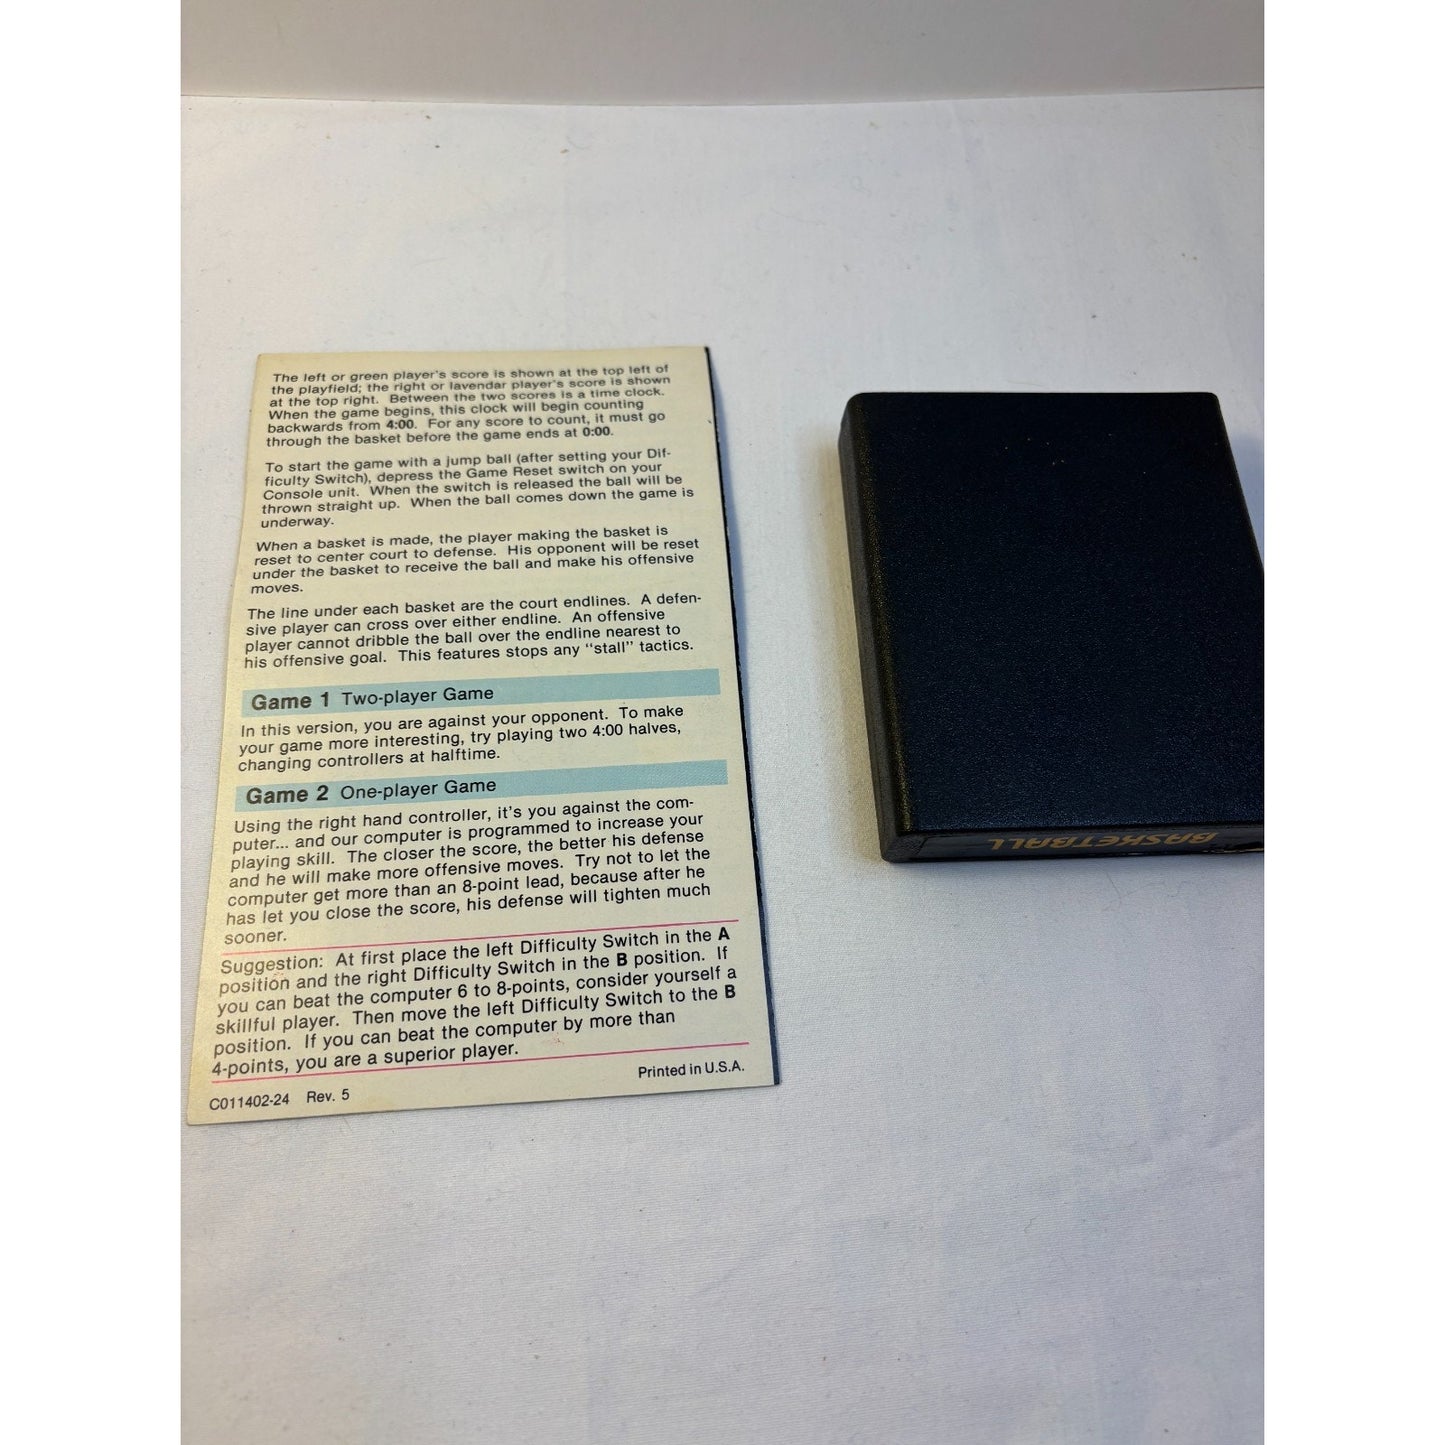 The left or green player's score is shown at the top left of
the playfield; the right or lavendar player's score is shown
at the top right. Between the two scores is a time clock.
When the game begins, this clock will begin counting
backwards from 4:00. For any score to count, it must go
through the basket before the game ends at 0:00.
To start the game with a jump ball (after setting your Dif-
ficulty Switch), depress the Game Reset switch on your
Console unit. When the switch is released the ball will be
thrown straight up. When the ball comes down the game is
underway.
When a basket is made, the player making the basket is
reset to center court to defense. His opponent will be reset
under the basket to receive the ball and make his offensive
moves.
The line under each basket are the court endlines. A defen-
sive player can cross over either endline. An offensive
player cannot dribble the ball over the endline nearest to
his offensive goal. This features stops any "stall" tactics.
Game 1 Two-player Game
In this version, you are against your opponent. To make
your game more interesting, try playing two 4:00 halves,
changing controllers at halftime.
Game 2 One-player Game
Using the right hand controller, it's you against the com-
puter... and our computer is programmed to increase your
playing skill. The closer the score, the better his defense
and he will make more offensive moves. Try not to let the
computer get more than an 8-point lead, because after he
has let you close the score, his defense will tighten much
sooner.
Suggestion: At first place the left Difficulty Switch in the A
position and the right Difficulty Switch in the B position. If
you can beat the computer 6 to 8-points, consider yourself a
skillful player. Then move the left Difficulty Switch to the B
position. If you can beat the computer by more than
4-points, you are a superior player.
Printed in U.S.A.
C011402-24 Rev. 5
BASKETBALL